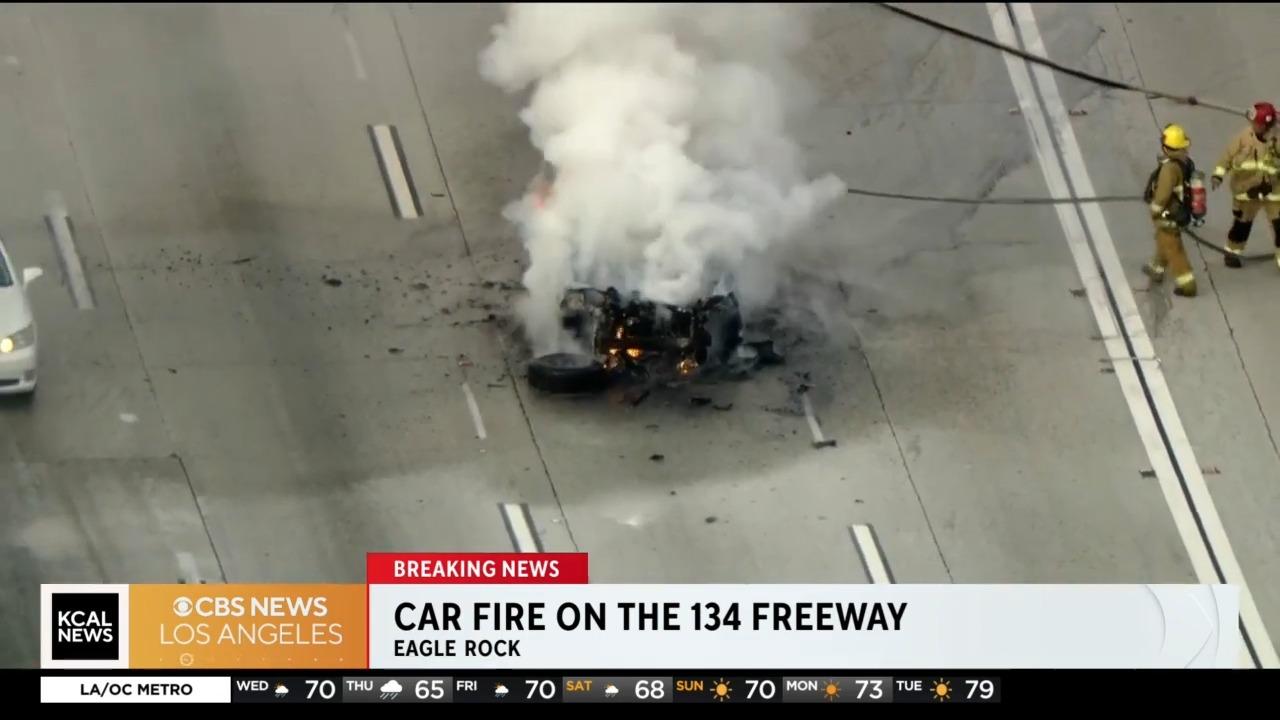 BREAKING NEWS
KCAL
NEWS
CBS NEWS
LOS ANGELES
CAR FIRE ON THE 134 FREEWAY
EAGLE ROCK
LA/OC METRO WED 70 THU 65 FRI 70 SAT 68 SUN 70 MON 73 TUE 79